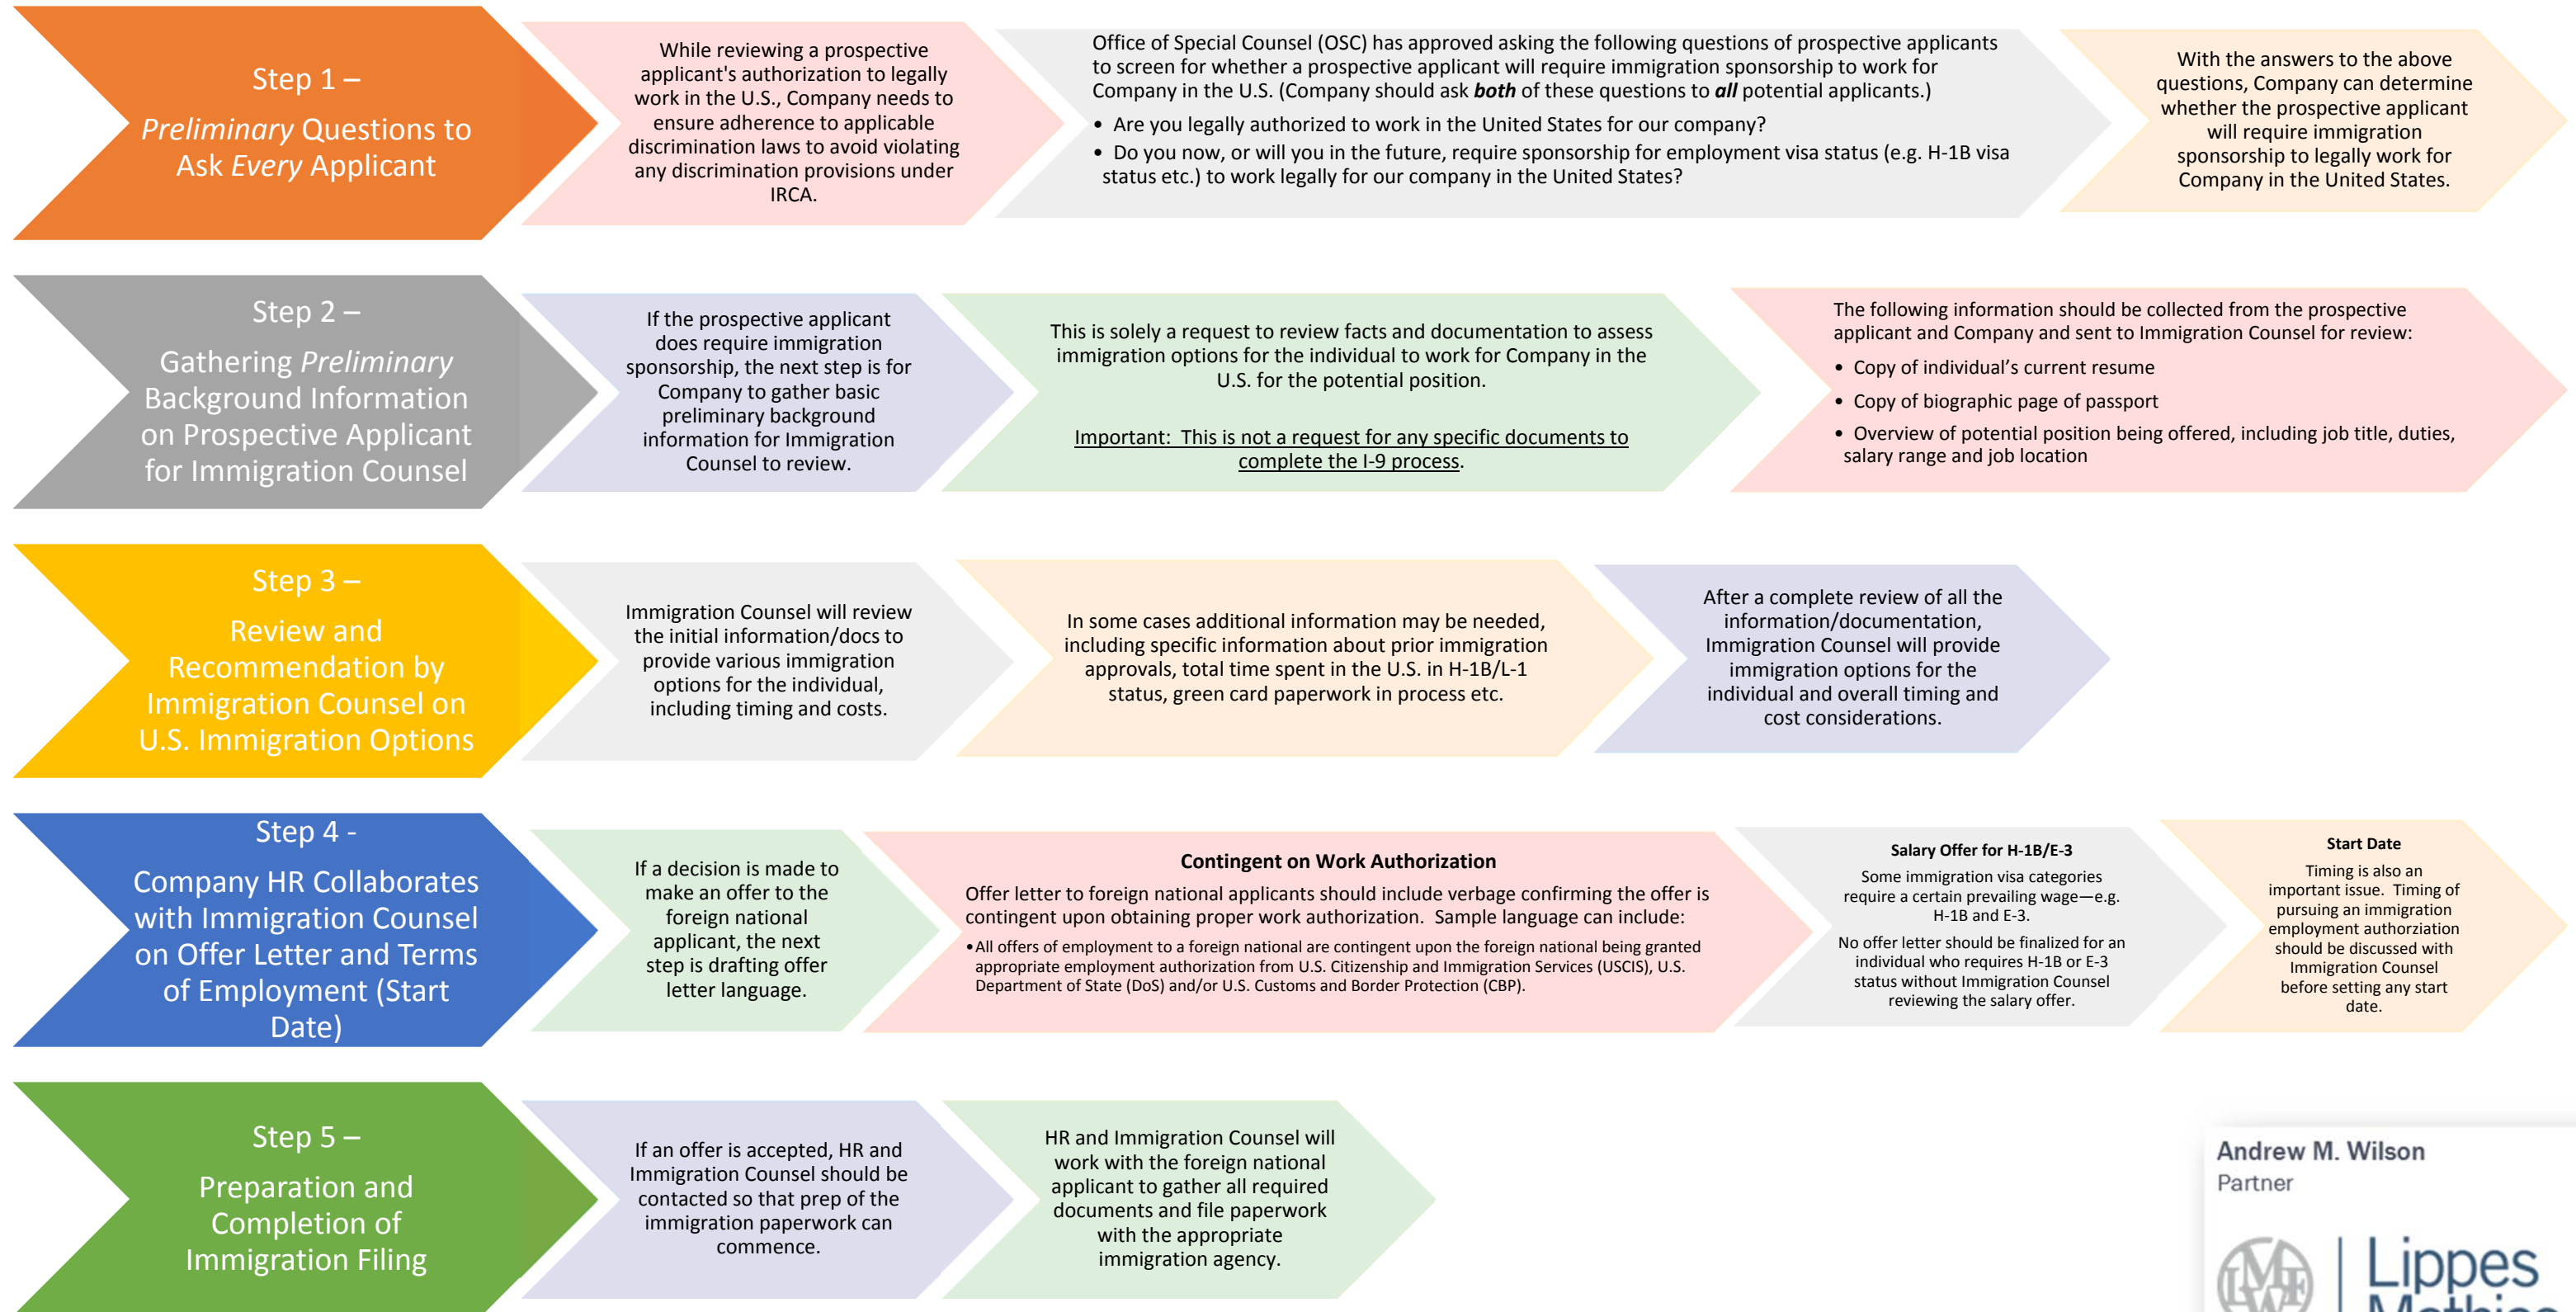 Step 1 –
Preliminary Questions to
Ask Every Applicant
While reviewing a prospective
applicant's authorization to legally
work in the U.S., Company needs to
ensure adherence to applicable
discrimination laws to avoid violating
any discrimination provisions under
IRCA.
Office of Special Counsel (OSC) has approved asking the following questions of prospective applicants
to screen for whether a prospective applicant will require immigration sponsorship to work for
Company in the U.S. (Company should ask both of these questions to all potential applicants.)
• Are you legally authorized to work in the United States for our company?
• Do you now, or will you in the future, require sponsorship for employment visa status (e.g. H-1B visa
status etc.) to work legally for our company in the United States?
With the answers to the above
questions, Company can determine
whether the prospective applicant
will require immigration
sponsorship to legally work for
Company in the United States.
Step 2 –
Gathering Preliminary
Background Information
on Prospective Applicant
for Immigration Counsel
If the prospective applicant
does require immigration
sponsorship, the next step is for
Company to gather basic
preliminary background
information for Immigration
Counsel to review.
This is solely a request to review facts and documentation to assess
immigration options for the individual to work for Company in the
U.S. for the potential position.
Important: This is not a request for any specific documents to
complete the I-9 process.
The following information should be collected from the prospective
applicant and Company and sent to Immigration Counsel for review:
• Copy of individual's current resume
• Copy of biographic page of passport
• Overview of potential position being offered, including job title, duties,
salary range and job location
Step 3 –
Review and
Recommendation by
Immigration Counsel on
U.S. Immigration Options
Immigration Counsel will review
the initial information/docs to
provide various immigration
options for the individual,
including timing and costs.
In some cases additional information may be needed,
including specific information about prior immigration
approvals, total time spent in the U.S. in H-1B/L-1
status, green card paperwork in process etc.
After a complete review of all the
information/documentation,
Immigration Counsel will provide
immigration options for the
individual and overall timing and
cost considerations.
Step 4 -
Company HR Collaborates
with Immigration Counsel
on Offer Letter and Terms
of Employment (Start
Date)
If a decision is made to
make an offer to the
foreign national
applicant, the next
step is drafting offer
letter language.
Contingent on Work Authorization
Offer letter to foreign national applicants should include verbage confirming the offer is
contingent upon obtaining proper work authorization. Sample language can include:
•All offers of employment to a foreign national are contingent upon the foreign national being granted
appropriate employment authorization from U.S. Citizenship and Immigration Services (USCIS), U.S.
Department of State (DoS) and/or U.S. Customs and Border Protection (CBP).
Salary Offer for H-1B/E-3
Some immigration visa categories
require a certain prevailing wage—e.g.
H-1B and E-3.
No offer letter should be finalized for an
individual who requires H-1B or E-3
status without Immigration Counsel
reviewing the salary offer.
Start Date
Timing is also an
important issue. Timing of
pursuing an immigration
employment authorziation
should be discussed with
Immigration Counsel
before setting any start
date.
Step 5 –
Preparation and
Completion of
Immigration Filing
If an offer is accepted, HR and
Immigration Counsel should be
contacted so that prep of the
immigration paperwork can
commence.
HR and Immigration Counsel will
work with the foreign national
applicant to gather all required
documents and file paperwork
with the appropriate
immigration agency.
Andrew M. Wilson
Partner
Lippes